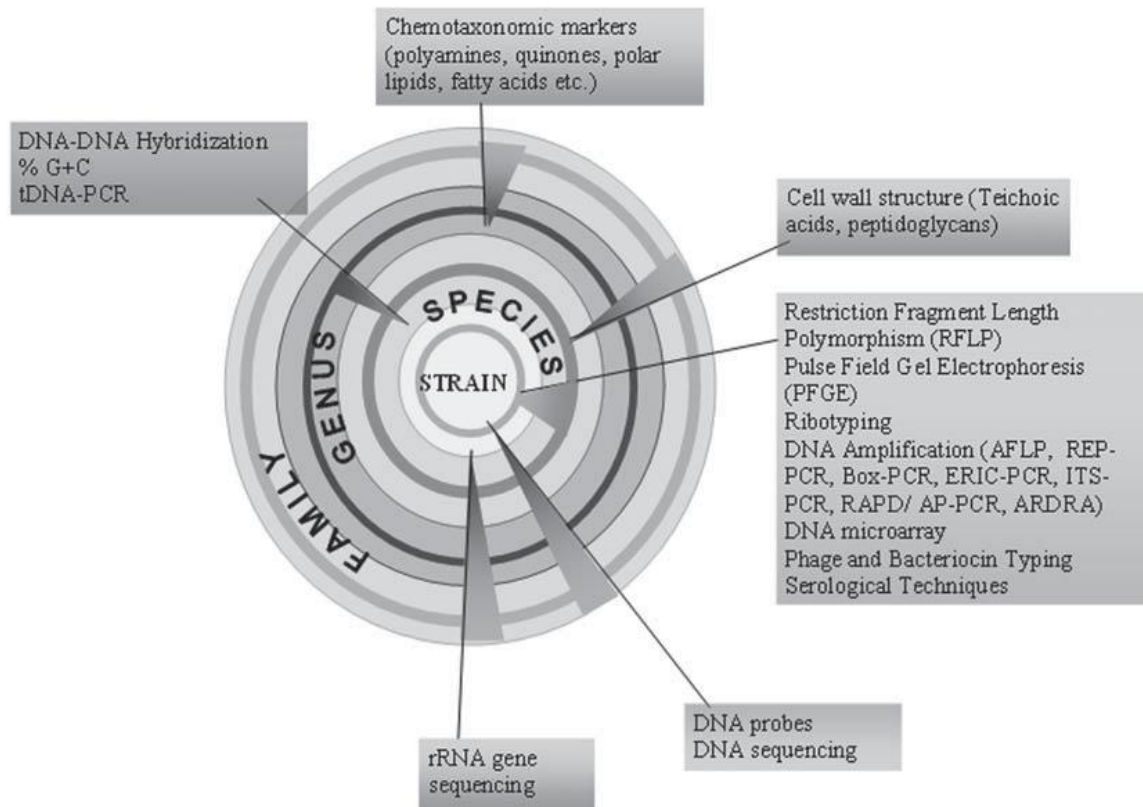 Chemotaxonomic markers
(polyamines, quinones, polar
lipids, fatty acids etc.)
DNA-DNA Hybridization
% G+C
tDNA-PCR
Cell wall structure (Teichoic
acids, peptidoglycans)
SPECIES
GENUS
FAMILY
STRAIN
Restriction Fragment Length
Polymorphism (RFLP)
Pulse Field Gel Electrophoresis
(PFGE)
Ribotyping
DNA Amplification (AFLP, REP-
PCR, Box-PCR, ERIC-PCR, ITS-
PCR, RAPD/ AP-PCR, ARDRA)
DNA microarray
Phage and Bacteriocin Typing
Serological Techniques
DNA probes
DNA sequencing
rRNA gene
sequencing